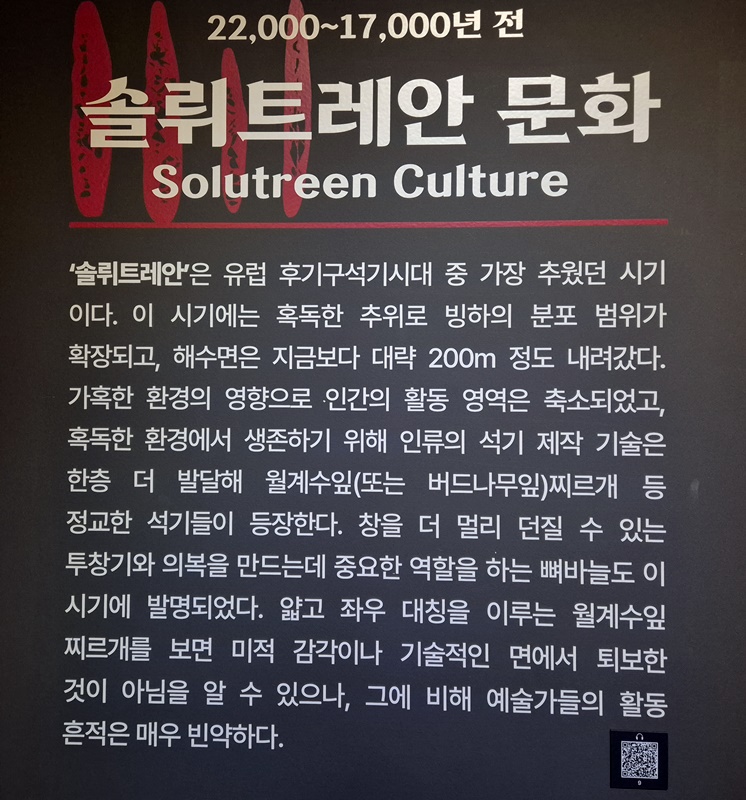 22,000~17,000년 전
솔뤼트레안 문화
Solutreen Culture
‘솔뤼트레안’은 유럽 후기구석기시대 중 가장 추웠던 시기
이다. 이 시기에는 혹독한 추위로 빙하의 분포 범위가
확장되고, 해수면은 지금보다 대략 200m 정도 내려갔다.
가혹한 환경의 영향으로 인간의 활동 영역은 축소되었고,
혹독한 환경에서 생존하기 위해 인류의 석기 제작 기술은
한층 더 발달해 월계수잎(또는 버드나무잎)찌르개 등
정교한 석기들이 등장한다. 창을 더 멀리 던질 수 있는
투창기와 의복을 만드는데 중요한 역할을 하는 뼈바늘도 이
시기에 발명되었다. 얇고 좌우 대칭을 이루는 월계수잎
찌르개를 보면 미적 감각이나 기술적인 면에서 퇴보한
것이 아님을 알 수 있으나, 그에 비해 예술가들의 활동
흔적은 매우 빈약하다.
9